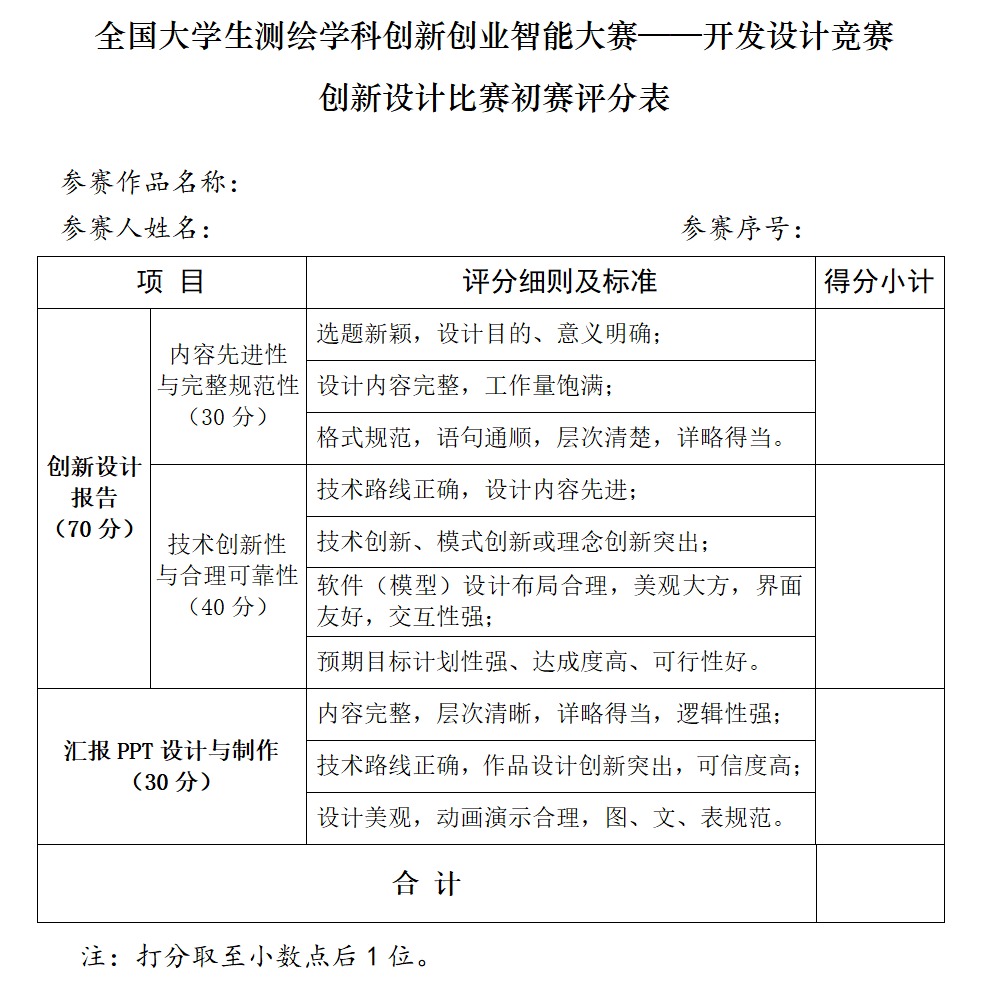 全国大学生测绘学科创新创业智能大赛——开发设计竞赛
创新设计比赛初赛评分表
参赛作品名称：
参赛人姓名： 参赛序号：
项 目 评分细则及标准 得分小计
创新设计
报告
（70 分）
内容先进性
与完整规范性
（30 分）
选题新颖，设计目的、意义明确；
设计内容完整，工作量饱满；
格式规范，语句通顺，层次清楚，详略得当。
技术创新性
与合理可靠性
（40 分）
技术路线正确，设计内容先进；
技术创新、模式创新或理念创新突出；
软件（模型）设计布局合理，美观大方，界面
友好，交互性强；
预期目标计划性强、达成度高、可行性好。
汇报 PPT 设计与制作
（30 分）
内容完整，层次清晰，详略得当，逻辑性强；
技术路线正确，作品设计创新突出，可信度高；
设计美观，动画演示合理，图、文、表规范。
合 计
注：打分取至小数点后 1 位。